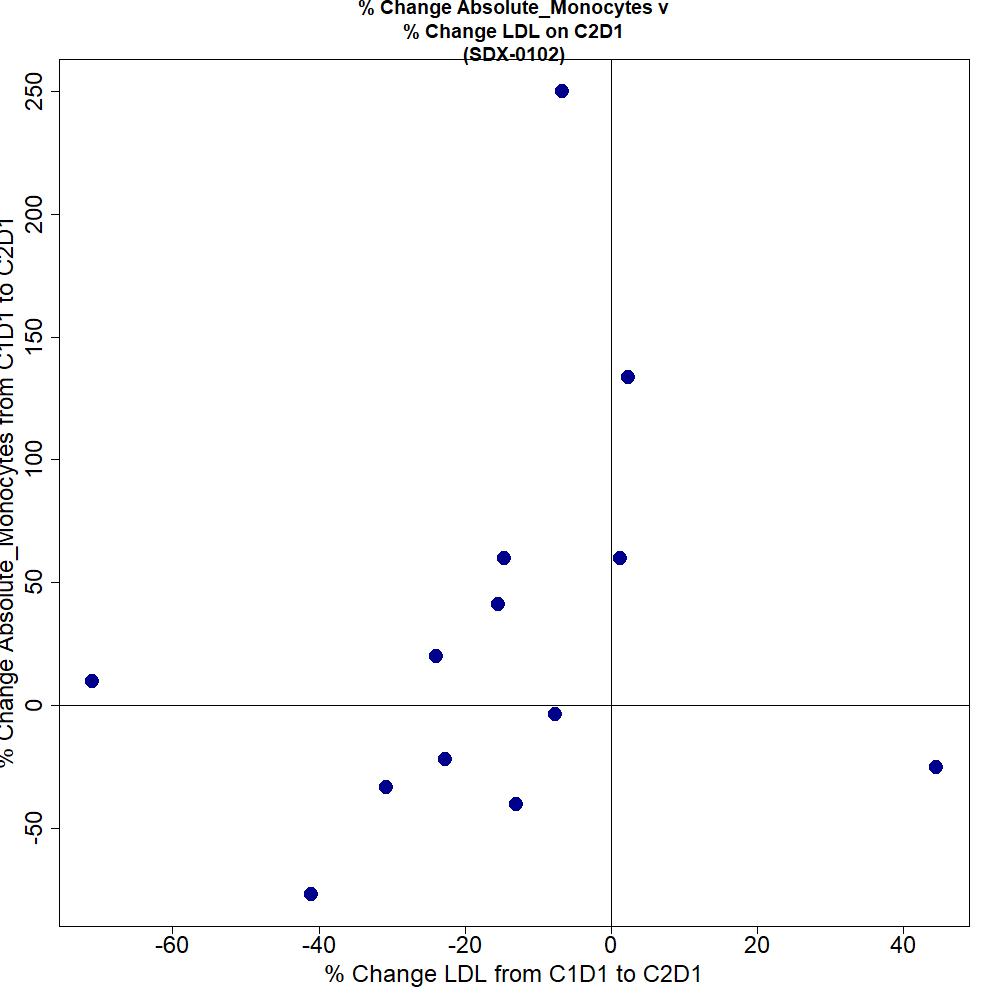 % Change Absolute_Monocytes v
% Change LDL on C2D1
(SDX-0102)
% Change Absolute_Monocytes from C1D1 to C2D1
250
200
150
100
50
0
-50
-60
-40
-20
0
20
40
% Change LDL from C1D1 to C2D1